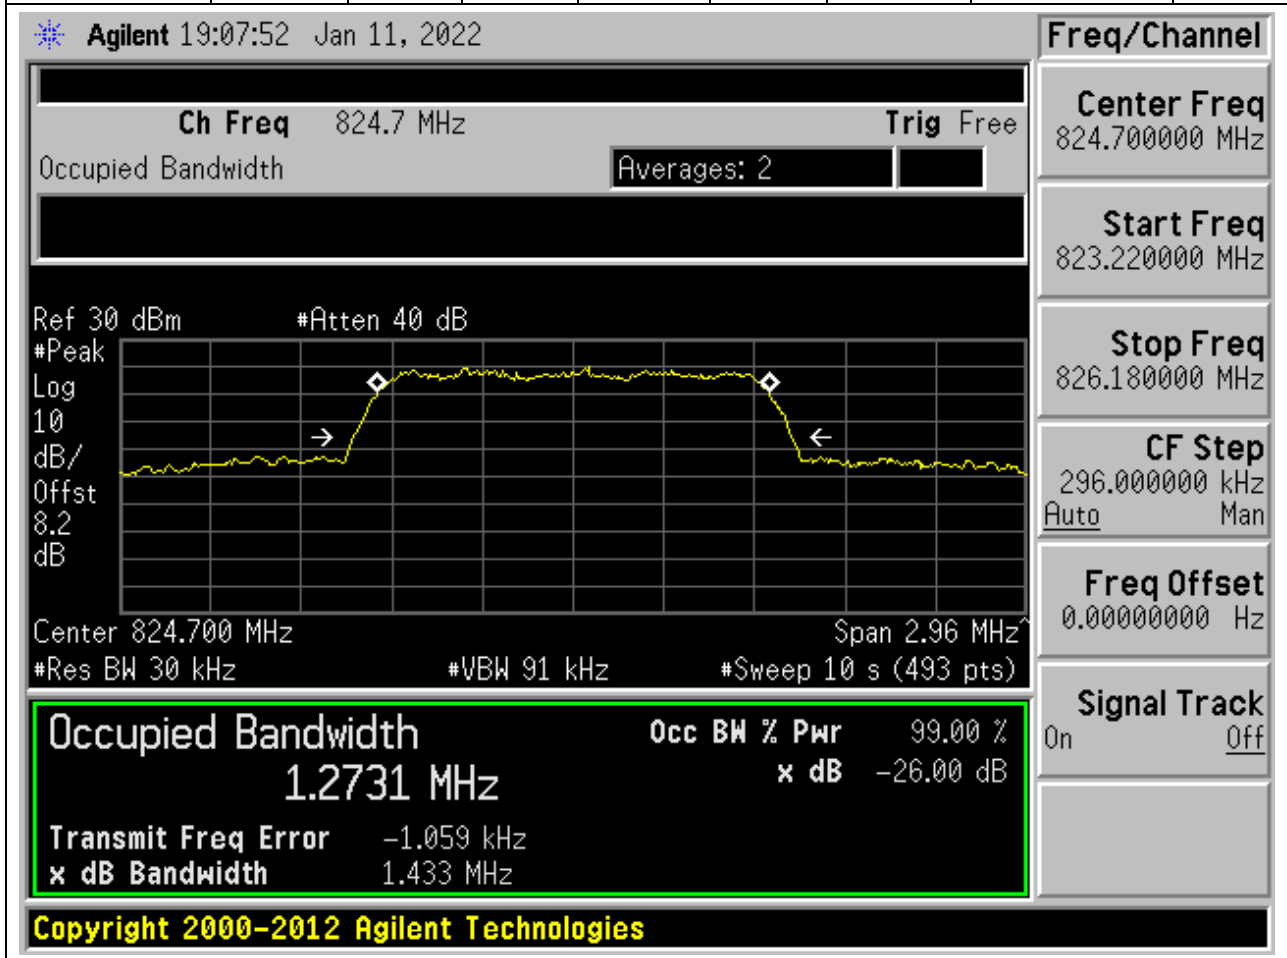 Agilent 19:07:52 Jan 11, 2022
Freq/Channel
Ch Freq 824.7 MHz Trig Free
Occupied Bandwidth Averages: 2
Ref 30 dBm #Atten 40 dB
#Peak
Log
10
dB/
Offst
8.2
dB
Center 824.700 MHz Span 2.96 MHz^
#Res BW 30 kHz #VBW 91 kHz #Sweep 10 s (493 pts)
Occupied Bandwidth Occ BW % Pwr 99.00 %
1.2731 MHz x dB -26.00 dB
Transmit Freq Error -1.059 kHz
x dB Bandwidth 1.433 MHz
Copyright 2000-2012 Agilent Technologies
Center Freq
824.700000 MHz
Start Freq
823.220000 MHz
Stop Freq
826.180000 MHz
CF Step
296.000000 kHz
Auto Man
Freq Offset
0.00000000 Hz
Signal Track
On Off